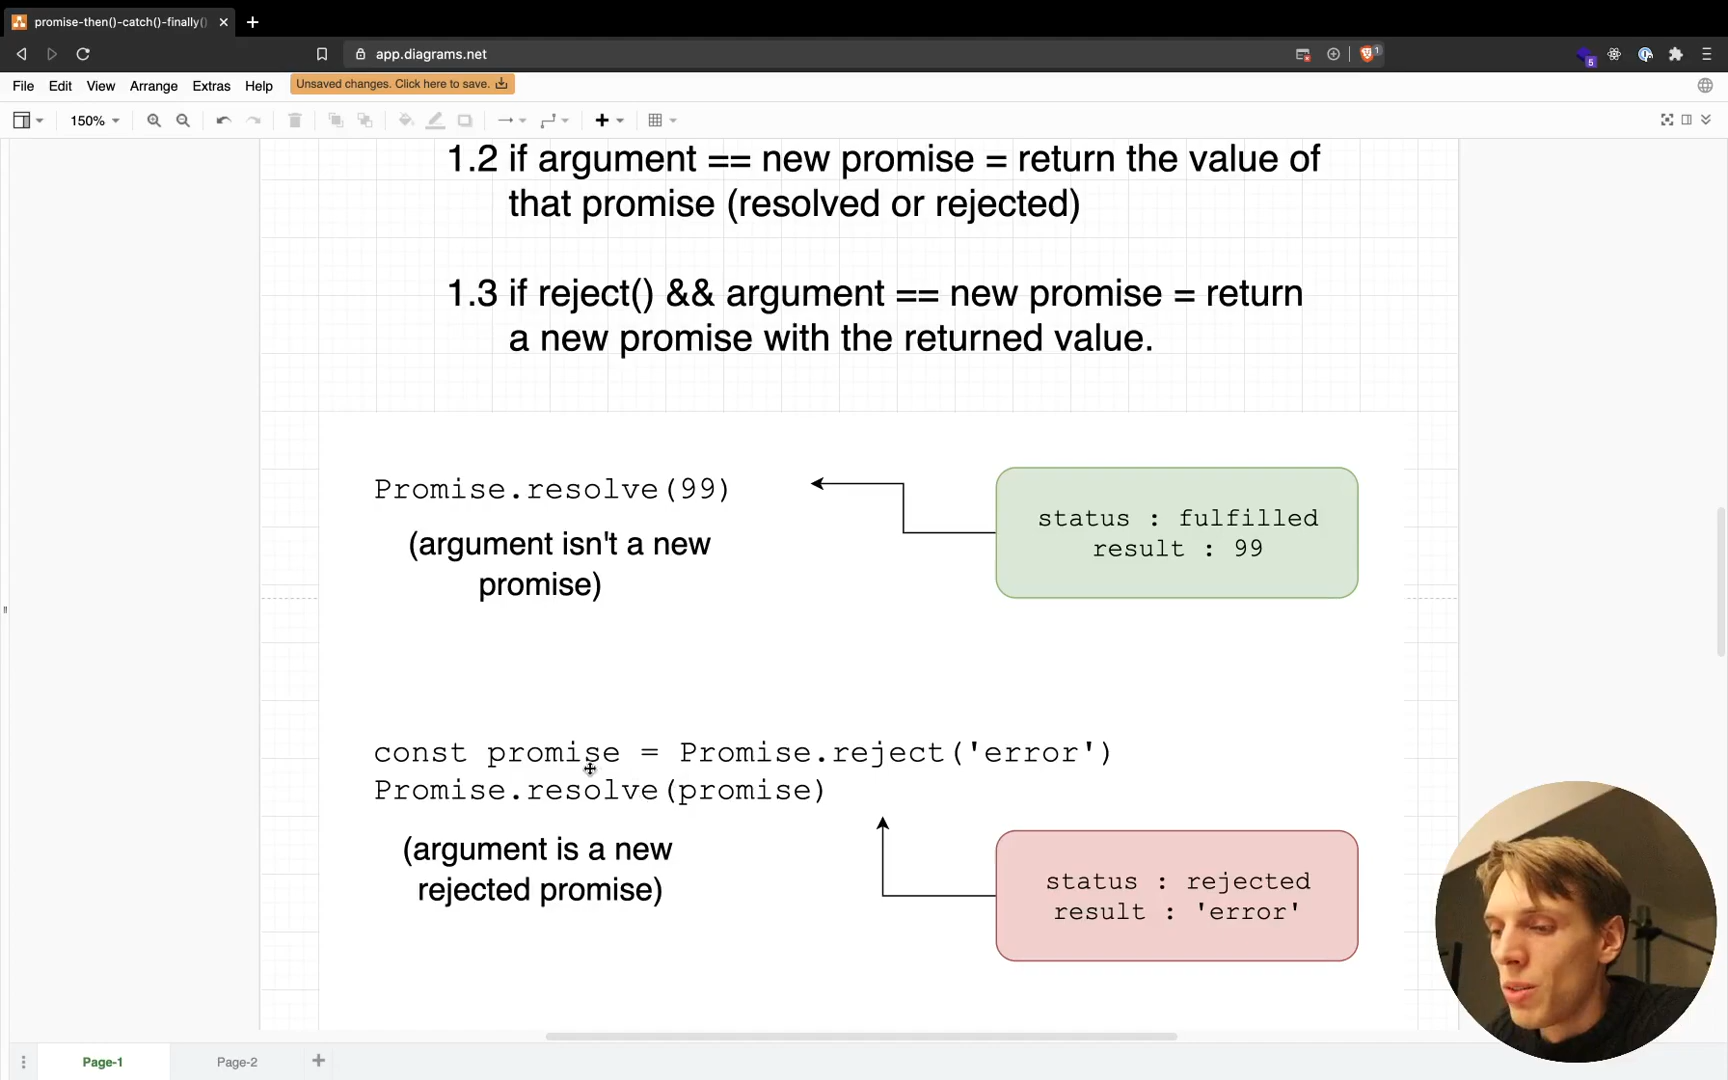 promise-then()-catch()-finally()
app.diagrams.net
1
5
File Edit View Arrange Extras Help Unsaved changes. Click here to save.
150%
1.2 if argument == new promise = return the value of
that promise (resolved or rejected)
1.3 if reject() && argument == new promise = return
a new promise with the returned value.
Promise.resolve(99)
(argument isn't a new
promise)
status : fulfilled
result : 99
const promise = Promise.reject('error')
Promise.resolve(promise)
(argument is a new
rejected promise)
status : rejected
result : 'error'
Page-1 Page-2